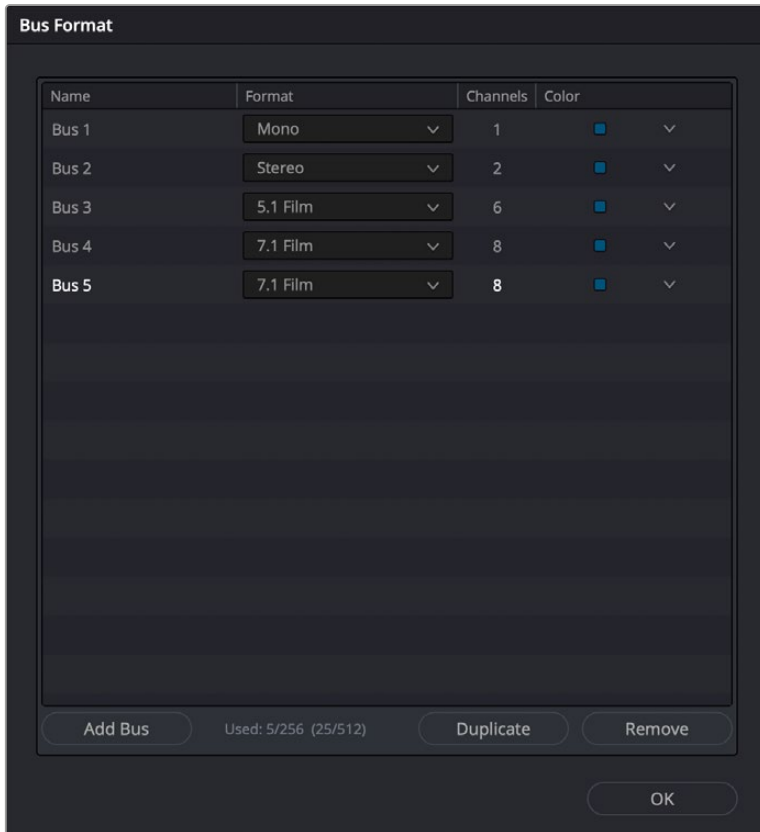 Bus Format
Name Format Channels Color
Bus 1 Mono 1
Bus 2 Stereo 2
Bus 3 5.1 Film 6
Bus 4 7.1 Film 8
Bus 5 7.1 Film 8
Add Bus Used: 5/256 (25/512) Duplicate Remove
OK